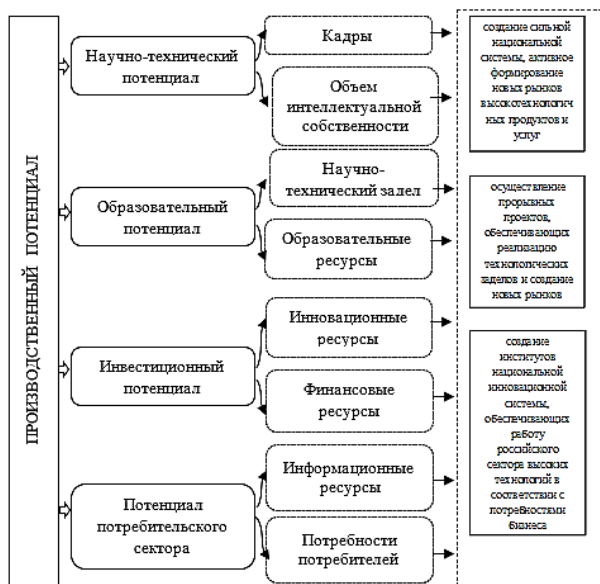 ПРОИЗВОДСТВЕННЫЙ ПОТЕНЦИАЛ
Научно-технический
потенциал
Кадры
Объем
интеллектуальной
собственности
Образовательный
потенциал
Научно-
технический задел
Образовательные
ресурсы
Инвестиционный
потенциал
Инновационные
ресурсы
Финансовые
ресурсы
Потенциал
потребительского
сектора
Информационные
ресурсы
Потребности
потребителей
создание сильной
национальной
системы, активное
формирование
новых рынков
высокотехнологич
ных продуктов и
услуг
осуществление
прорывных
проектов,
обеспечивающих
реализацию
технологических
заделов и создание
новых рынков
создание
институтов
национальной
инновационной
системы,
обеспечивающих
работу
российского
сектора высоких
технологий в
соответствии с
потребностями
бизнеса